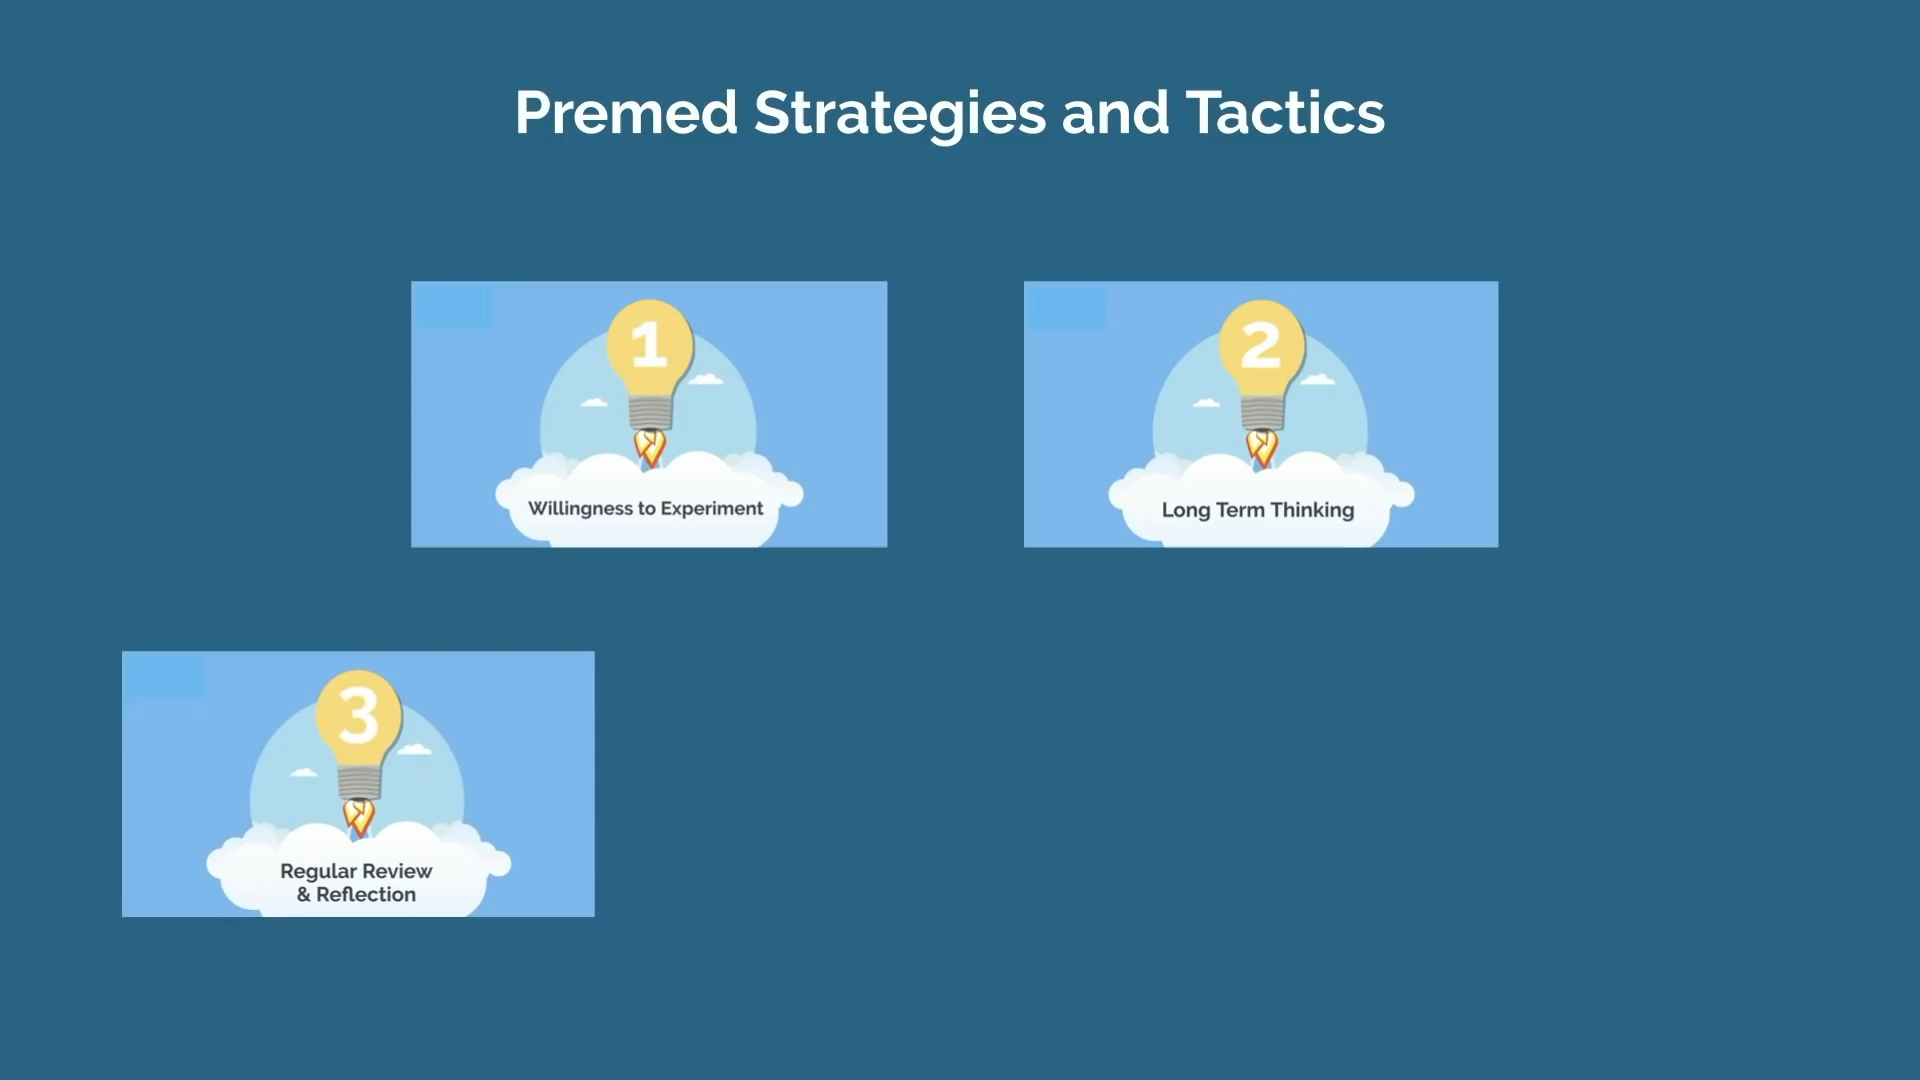 Premed Strategies and Tactics
1
Willingness to Experiment
2
Long Term Thinking
3
Regular Review
& Reflection